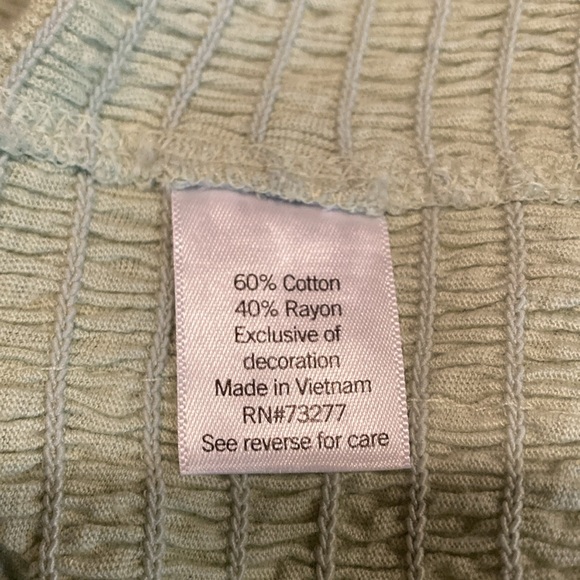 60% Cotton
40% Rayon
Exclusive of
decoration
Made in Vietnam
RN#73277
See reverse for care